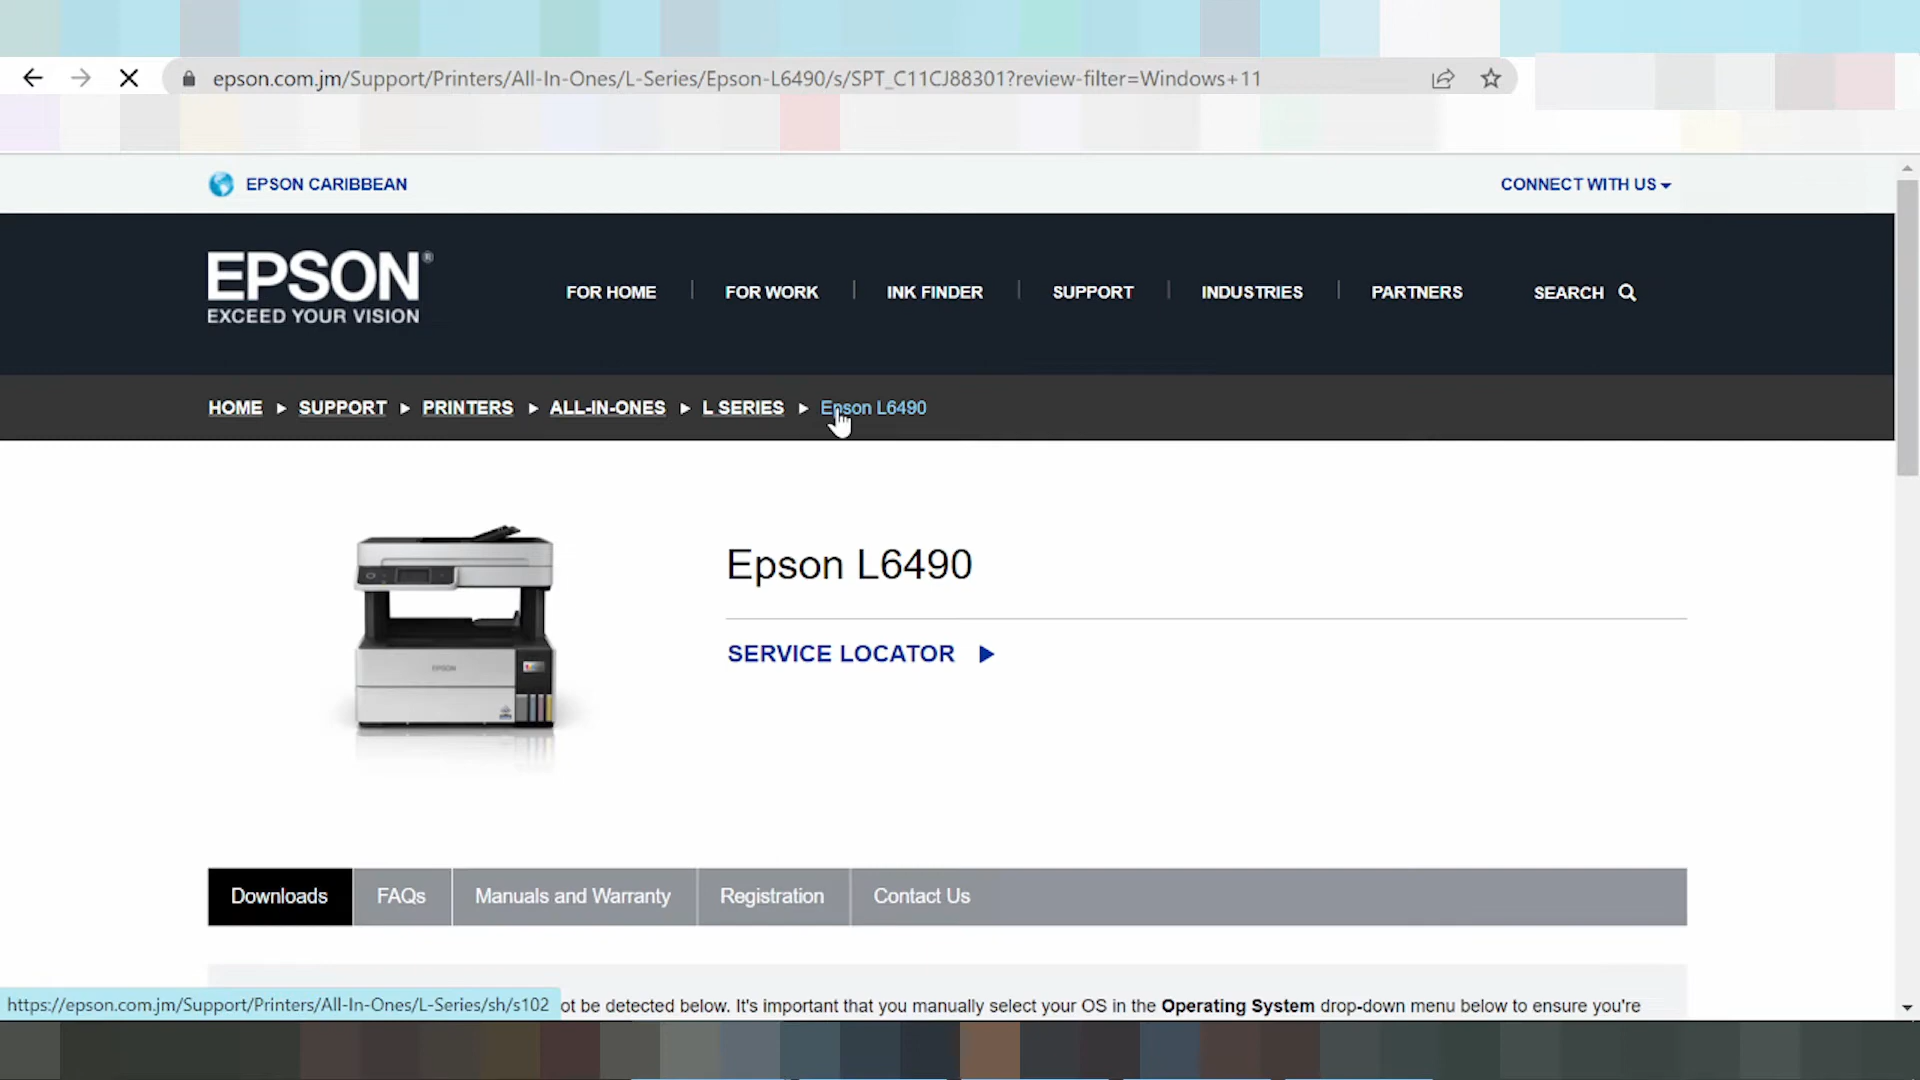 epson.com.jm/Support/Printers/All-In-Ones/L-Series/Epson-L6490/s/SPT_C11CJ88301?review-filter=Windows+11
EPSON CARIBBEAN
CONNECT WITH US
EPSON®
EXCEED YOUR VISION
FOR HOME
FOR WORK
INK FINDER
SUPPORT
INDUSTRIES
PARTNERS
SEARCH
HOME SUPPORT PRINTERS ALL-IN-ONES L SERIES Epson L6490
Epson L6490
SERVICE LOCATOR
EPSON
Downloads
FAQs
Manuals and Warranty
Registration
Contact Us
https://epson.com.jm/Support/Printers/All-In-Ones/L-Series/sh/s102
ot be detected below. It's important that you manually select your OS in the Operating System drop-down menu below to ensure you're